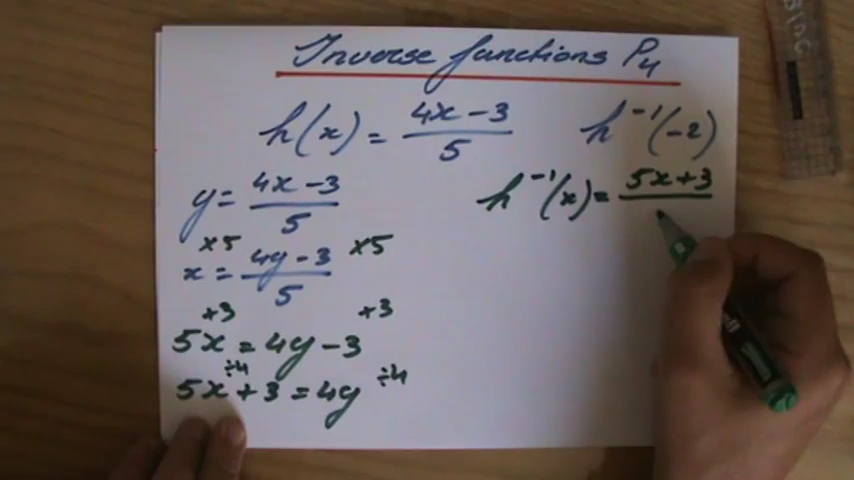 Inverse functions P4
h(x) = 4x - 3 / 5    h⁻¹(-2)
y = 4x - 3 / 5    h⁻¹(x) = 5x + 3
×5    ×5
x = 4y - 3 / 5
+3    +3
5x = 4y - 3
÷4    ÷4
5x + 3 = 4y